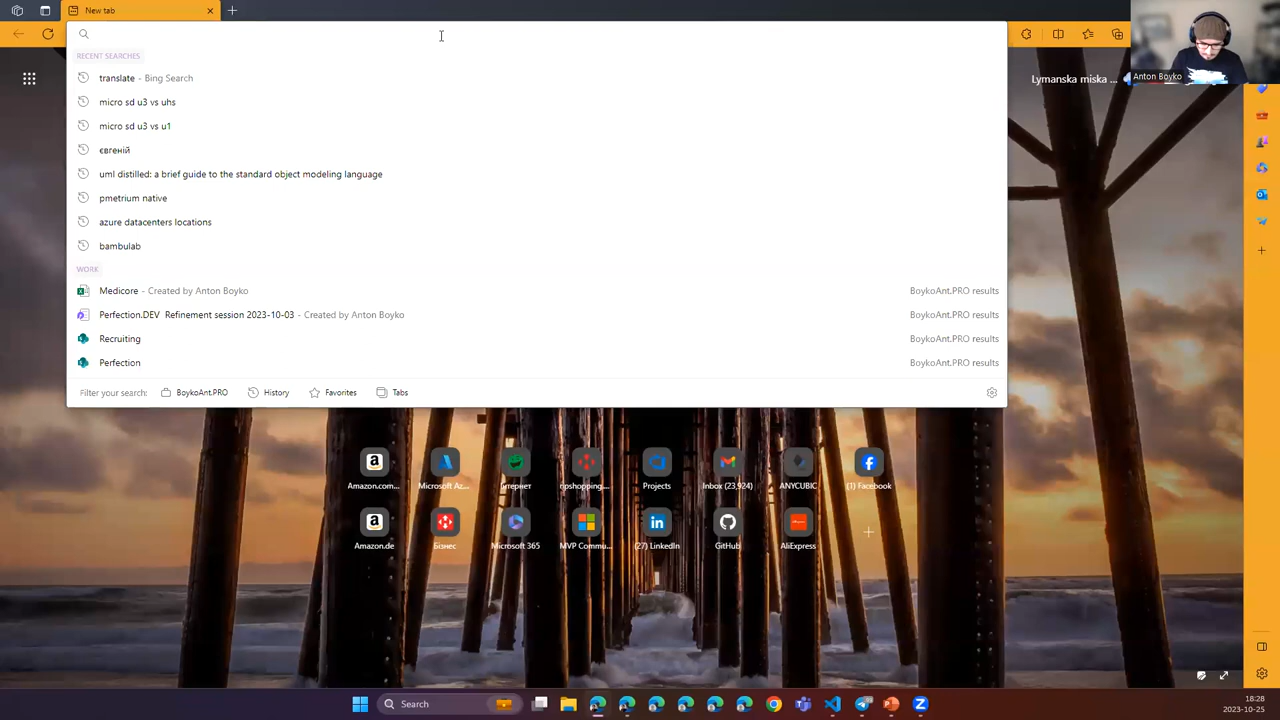 New tab
RECENT SEARCHES
translate - Bing Search
micro sd u3 vs uhs
micro sd u3 vs u1
євгеній
uml distilled: a brief guide to the standard object modeling language
pmetrium native
azure datacenters locations
bambulab
WORK
Medicore - Created by Anton Boyko BoykoAnt.PRO results
Perfection.DEV Refinement session 2023-10-03 - Created by Anton Boyko BoykoAnt.PRO results
Recruiting BoykoAnt.PRO results
Perfection BoykoAnt.PRO results
Filter your search: BoykoAnt.PRO History Favorites Tabs
Lymanska miska ...
Anton Boyko
Amazon.com... Microsoft Az... Інтернет ripshopping.... Projects Inbox (23,924) ANYCUBIC (1) Facebook
Amazon.de Бізнес Microsoft 365 MVP Commu... (27) LinkedIn GitHub AliExpress
Search
18:28
2023-10-25